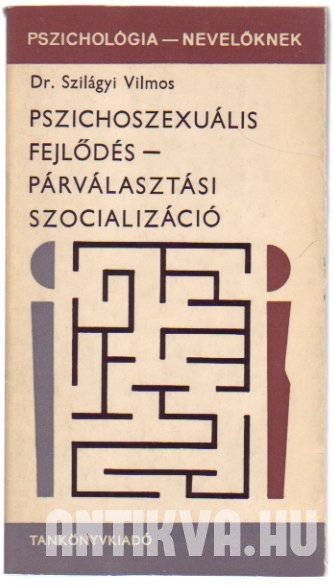 PSZICHOLÓGIA — NEVELŐKNEK
Dr. Szilágyi Vilmos
PSZICHOSZEXUÁLIS
FEJLŐDÉS —
PÁRVÁLASZTÁSI
SZOCIALIZÁCIÓ
ANTIKVA.HU
TANKÖNYVKIADÓ